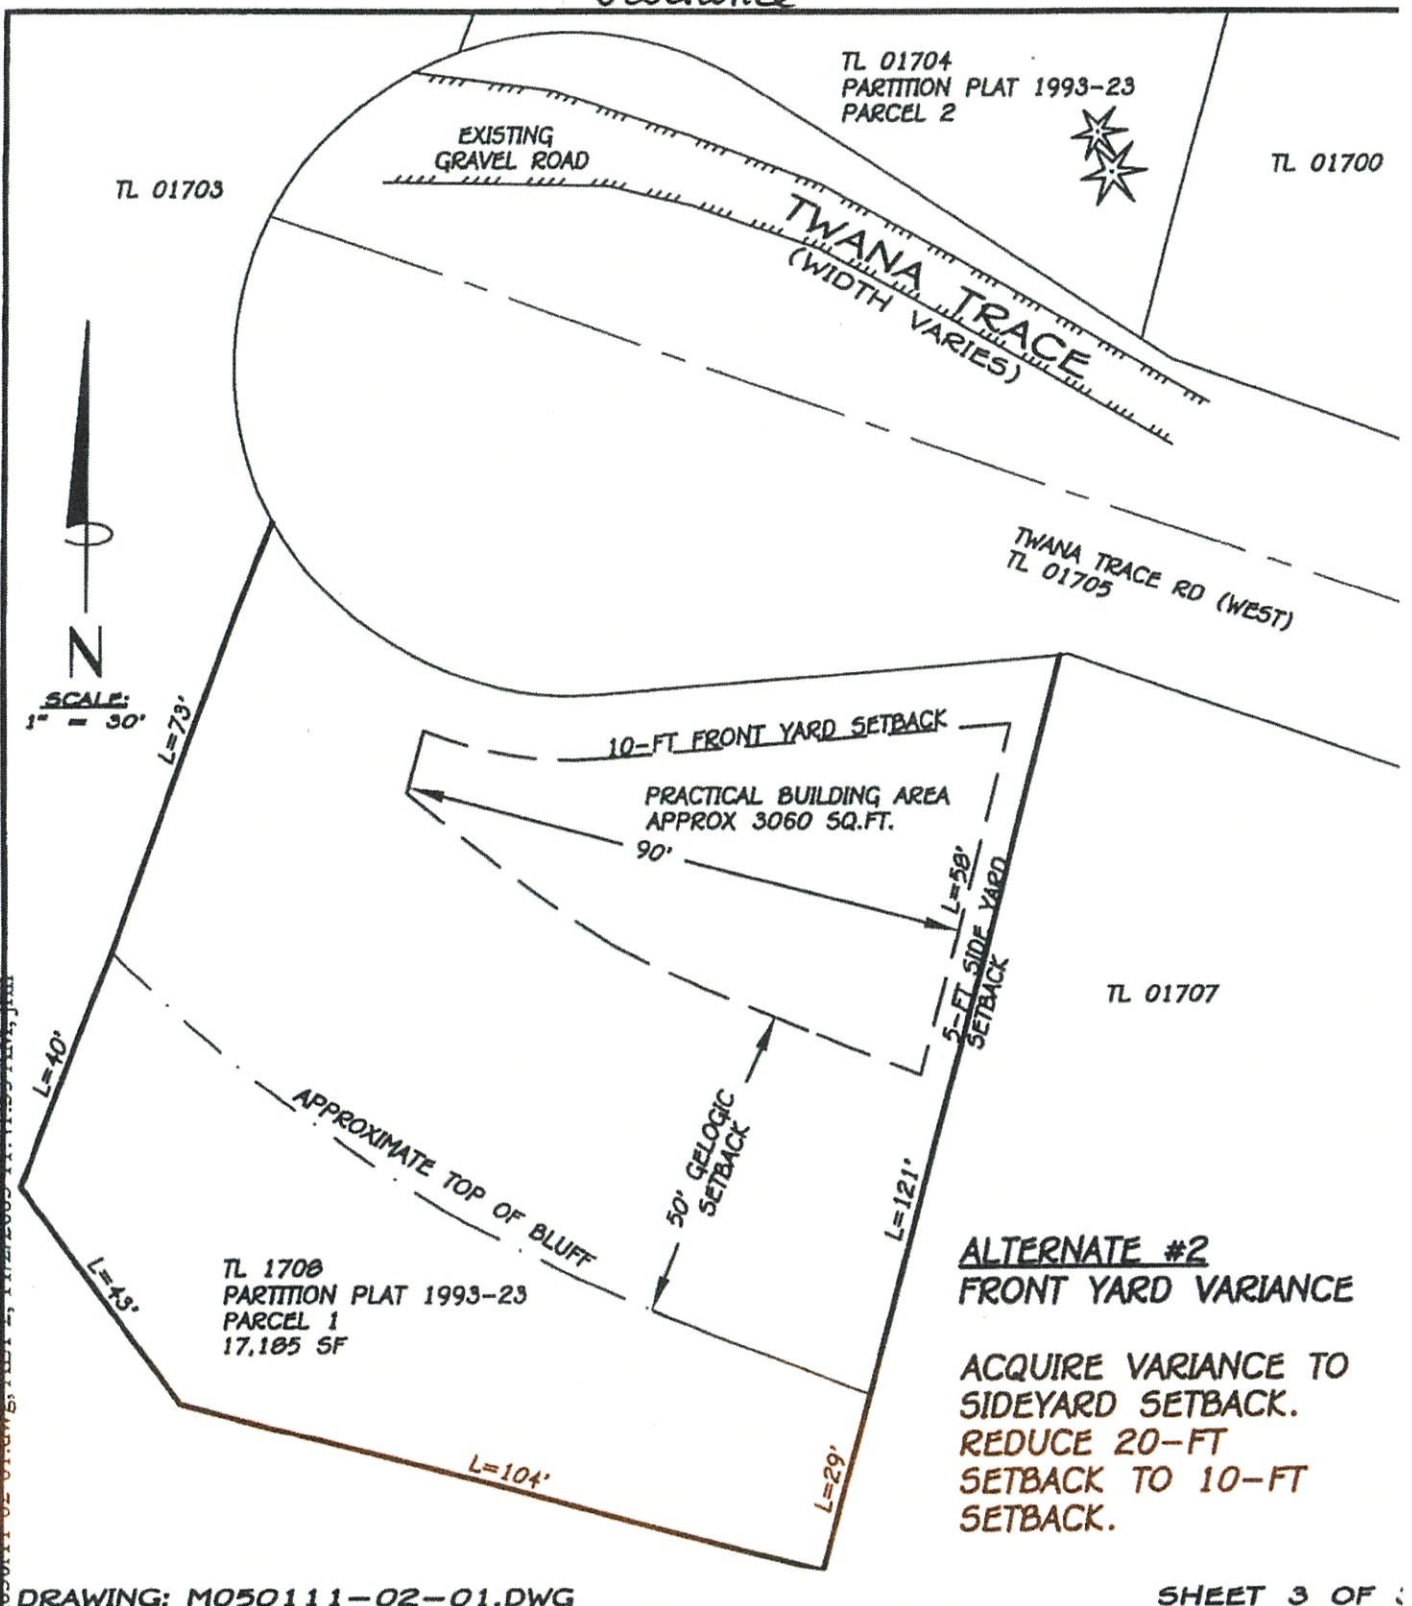 TL 01704
PARTITION PLAT 1993-23
PARCEL 2
EXISTING
GRAVEL ROAD
TL 01703
TL 01700
TWANA TRACE
(WIDTH VARIES)
TWANA TRACE RD (WEST)
TL 01705
N
SCALE:
1" = 30'
L=73'
10-FT FRONT YARD SETBACK
PRACTICAL BUILDING AREA
APPROX 3060 SQ.FT.
90'
L=58'
5-FT SIDE YARD
SETBACK
TL 01707
L=40'
APPROXIMATE TOP OF BLUFF
50' GELOGIC
SETBACK
L=121'
L=43'
TL 1708
PARTITION PLAT 1993-23
PARCEL 1
17,185 SF
L=104'
L=29'
ALTERNATE #2
FRONT YARD VARIANCE
ACQUIRE VARIANCE TO
SIDEYARD SETBACK.
REDUCE 20-FT
SETBACK TO 10-FT
SETBACK.
DRAWING: M050111-02-01.DWG
SHEET 3 OF